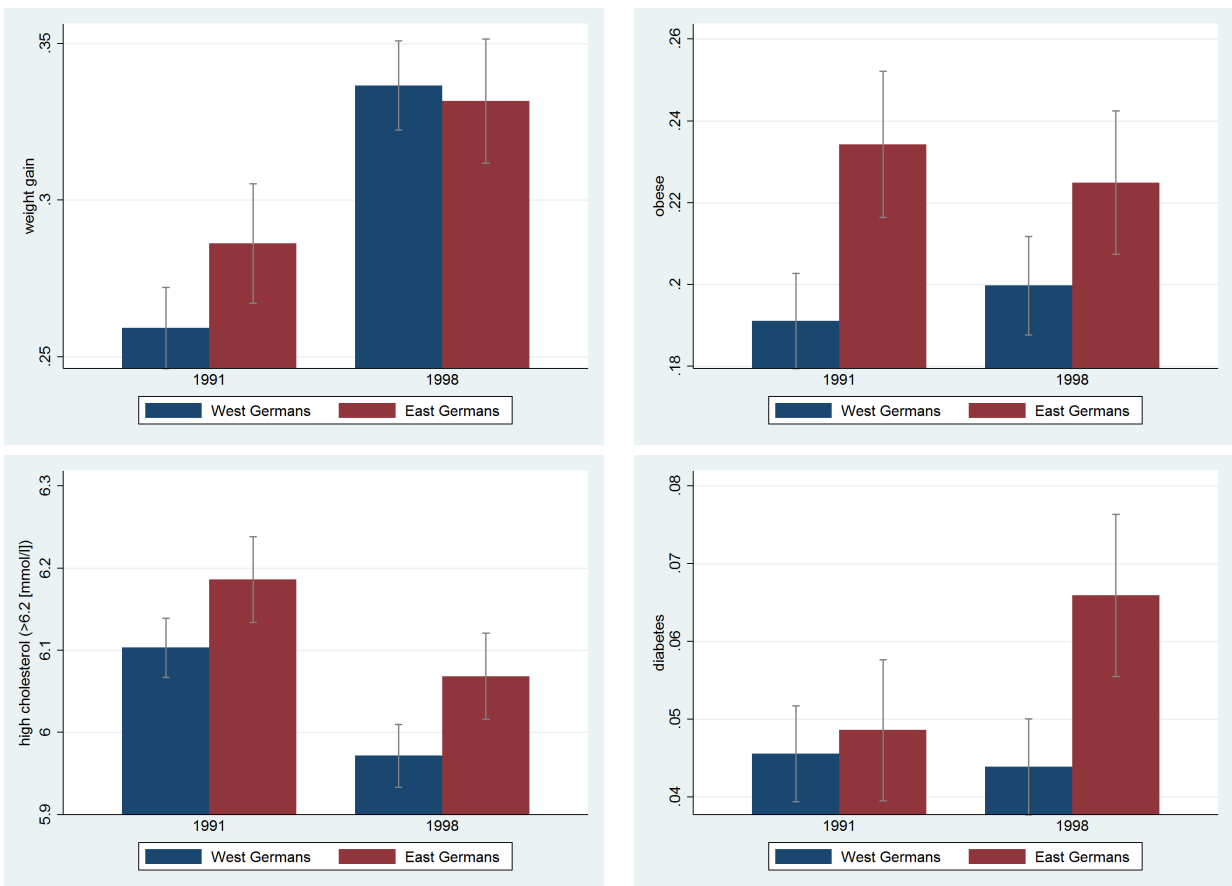 weight gain
.35
.3
.25
1991 1998
West Germans East Germans
obese
.26
.24
.22
.2
.18
1991 1998
West Germans East Germans
high cholesterol (>6.2 [mmol/l])
6.3
6.2
6.1
6
5.9
1991 1998
West Germans East Germans
diabetes
.08
.07
.06
.05
.04
1991 1998
West Germans East Germans